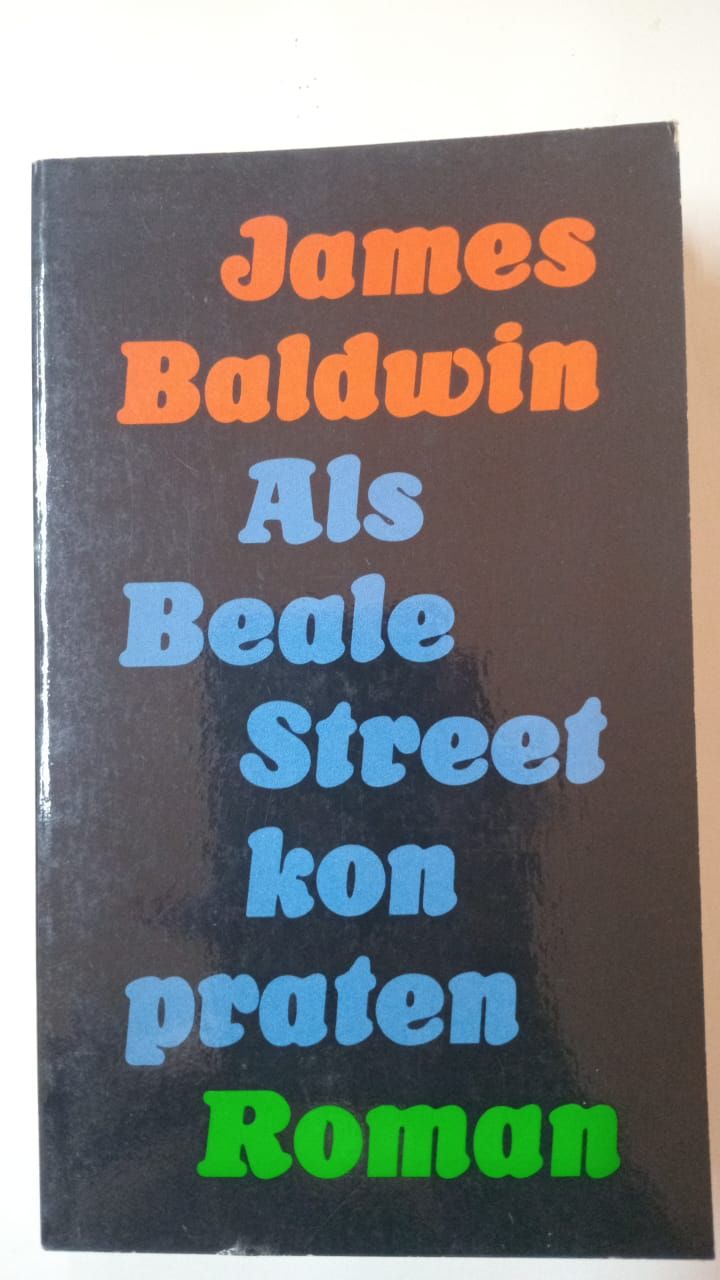 James
Baldwin
Als
Beale
Street
kon
praten
Roman